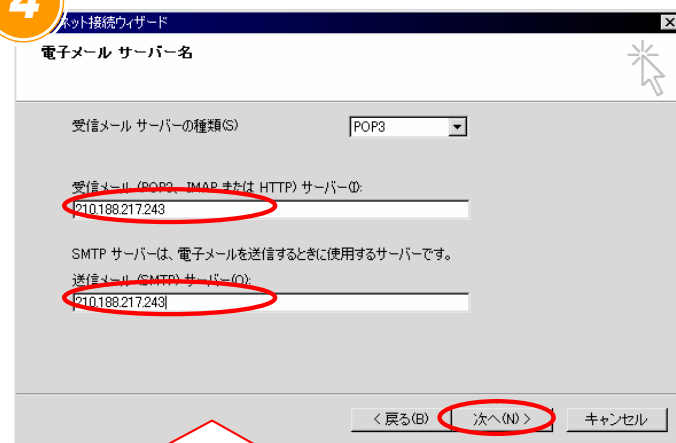 4
ネット接続ウィザード
電子メール サーバー名
受信メール サーバーの種類(S)
POP3
受信メール (POP3、IMAP または HTTP) サーバー(I):
210.188.217.243
SMTP サーバーは、電子メールを送信するときに使用するサーバーです。
送信メール (SMTP) サーバー(O):
210.188.217.243
< 戻る(B)
次へ(N) >
キャンセル